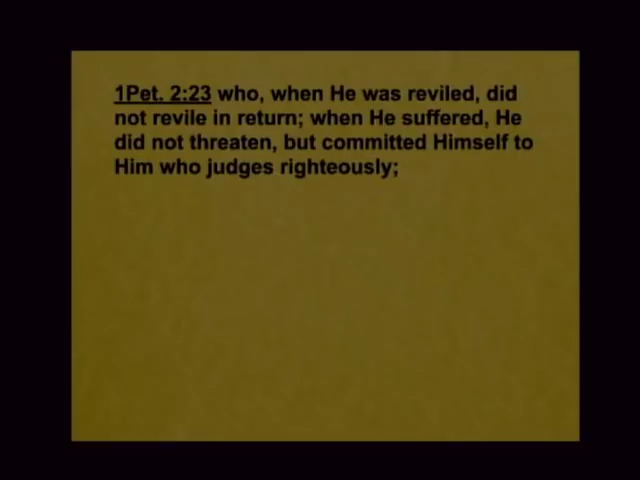 1Pet. 2:23 who, when He was reviled, did
not revile in return; when He suffered, He
did not threaten, but committed Himself to
Him who judges righteously;